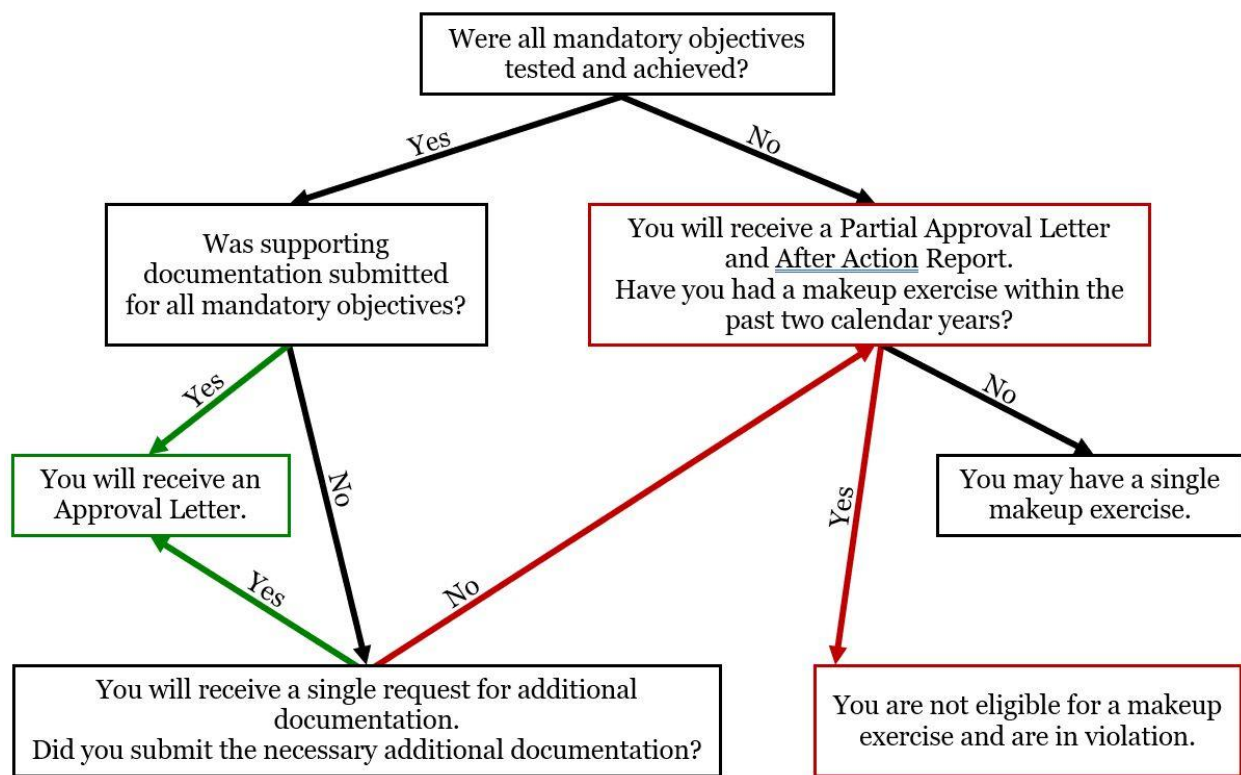 Were all mandatory objectives
tested and achieved?
Yes
No
Was supporting
documentation submitted
for all mandatory objectives?
You will receive a Partial Approval Letter
and After Action Report.
Have you had a makeup exercise within the
past two calendar years?
Yes
No
No
You will receive an
Approval Letter.
You may have a single
makeup exercise.
Yes
No
Yes
You will receive a single request for additional
documentation.
Did you submit the necessary additional documentation?
You are not eligible for a makeup
exercise and are in violation.